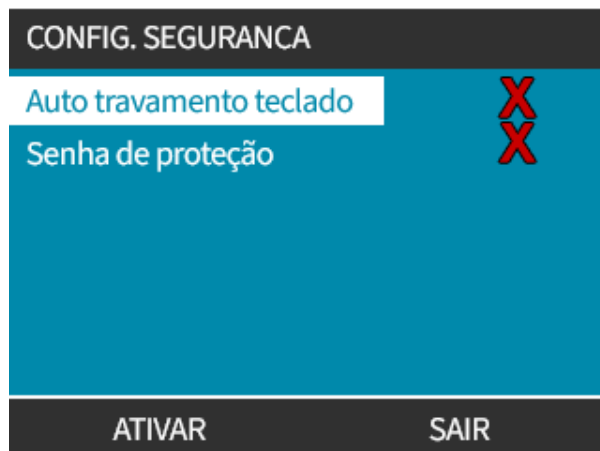 CONFIG. SEGURANCA
Auto travamento teclado X
Senha de proteção X
ATIVAR SAIR